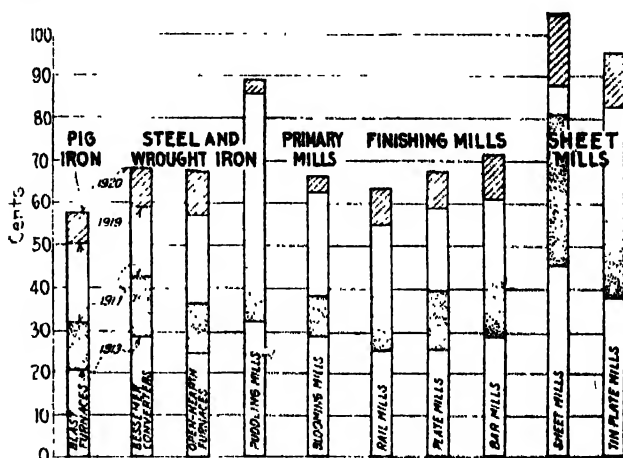 100
90
80
70
60
50
40
30
20
10
0
Cents
PIG
IRON
STEEL AND
WROUGHT IRON
PRIMARY
MILLS
FINISHING MILLS
SHEET
MILLS
1920
1919
1917
1913
BLAST
FURNACES
BESSEMER
CONVERTERS
OPEN-HEARTH
FURNACES
PUDDLING MILLS
BLOOMING MILLS
RAIL MILLS
PLATE MILLS
BAR MILLS
SHEET MILLS
TIN PLATE MILLS